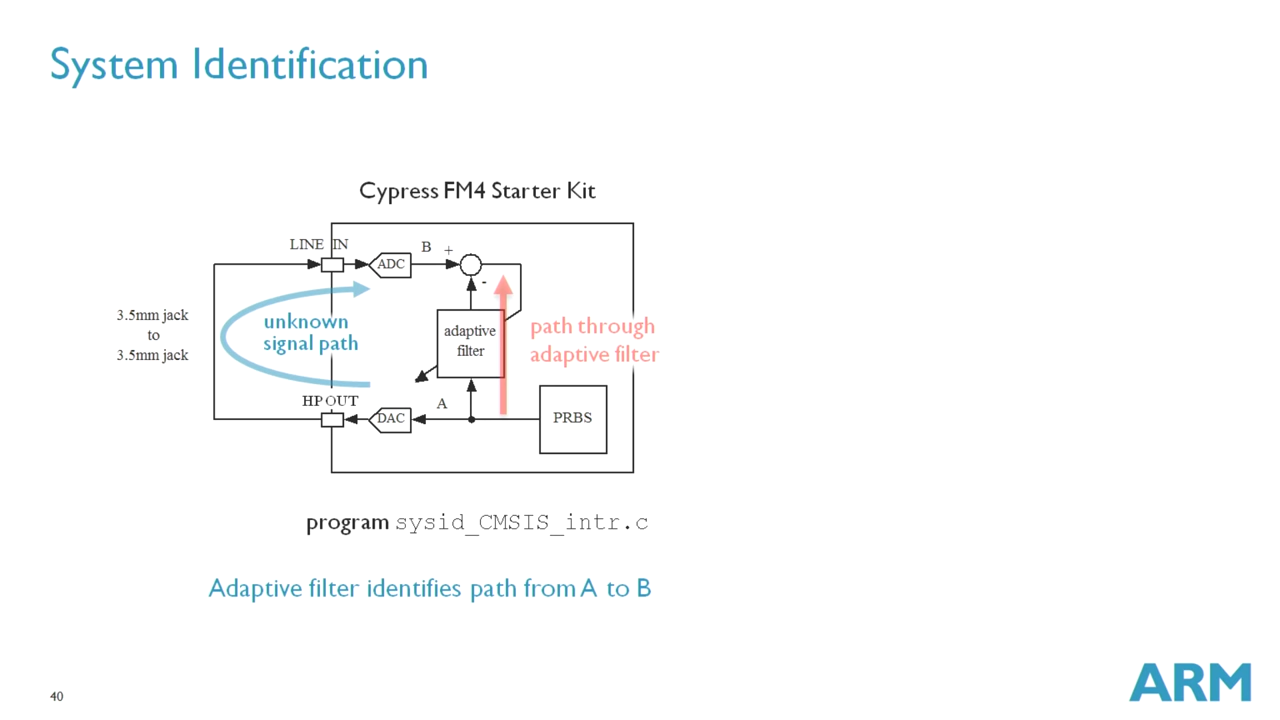 System Identification
Cypress FM4 Starter Kit
LINE IN
ADC
B
+
-
3.5mm jack
to
3.5mm jack
unknown
signal path
adaptive
filter
path through
adaptive filter
HP OUT
DAC
A
PRBS
program sysid_CMSIS_intr.c
Adaptive filter identifies path from A to B
40
ARM